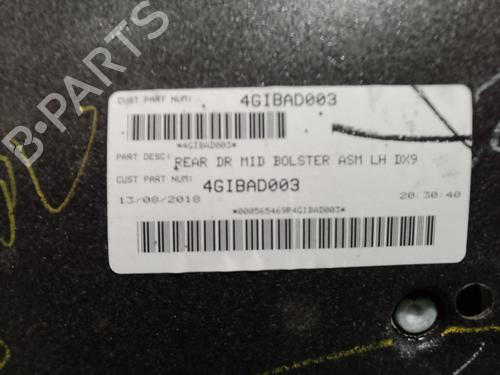 B-PARTS
CUST PART NUM: 4GIBAD003
*4GIBAD003*
PART DESC: REAR DR MID BOLSTER ASM LH DX9
CUST PART NUM: 4GIBAD003
13/08/2018 20:30:40
*000565469P4GIBAD003*